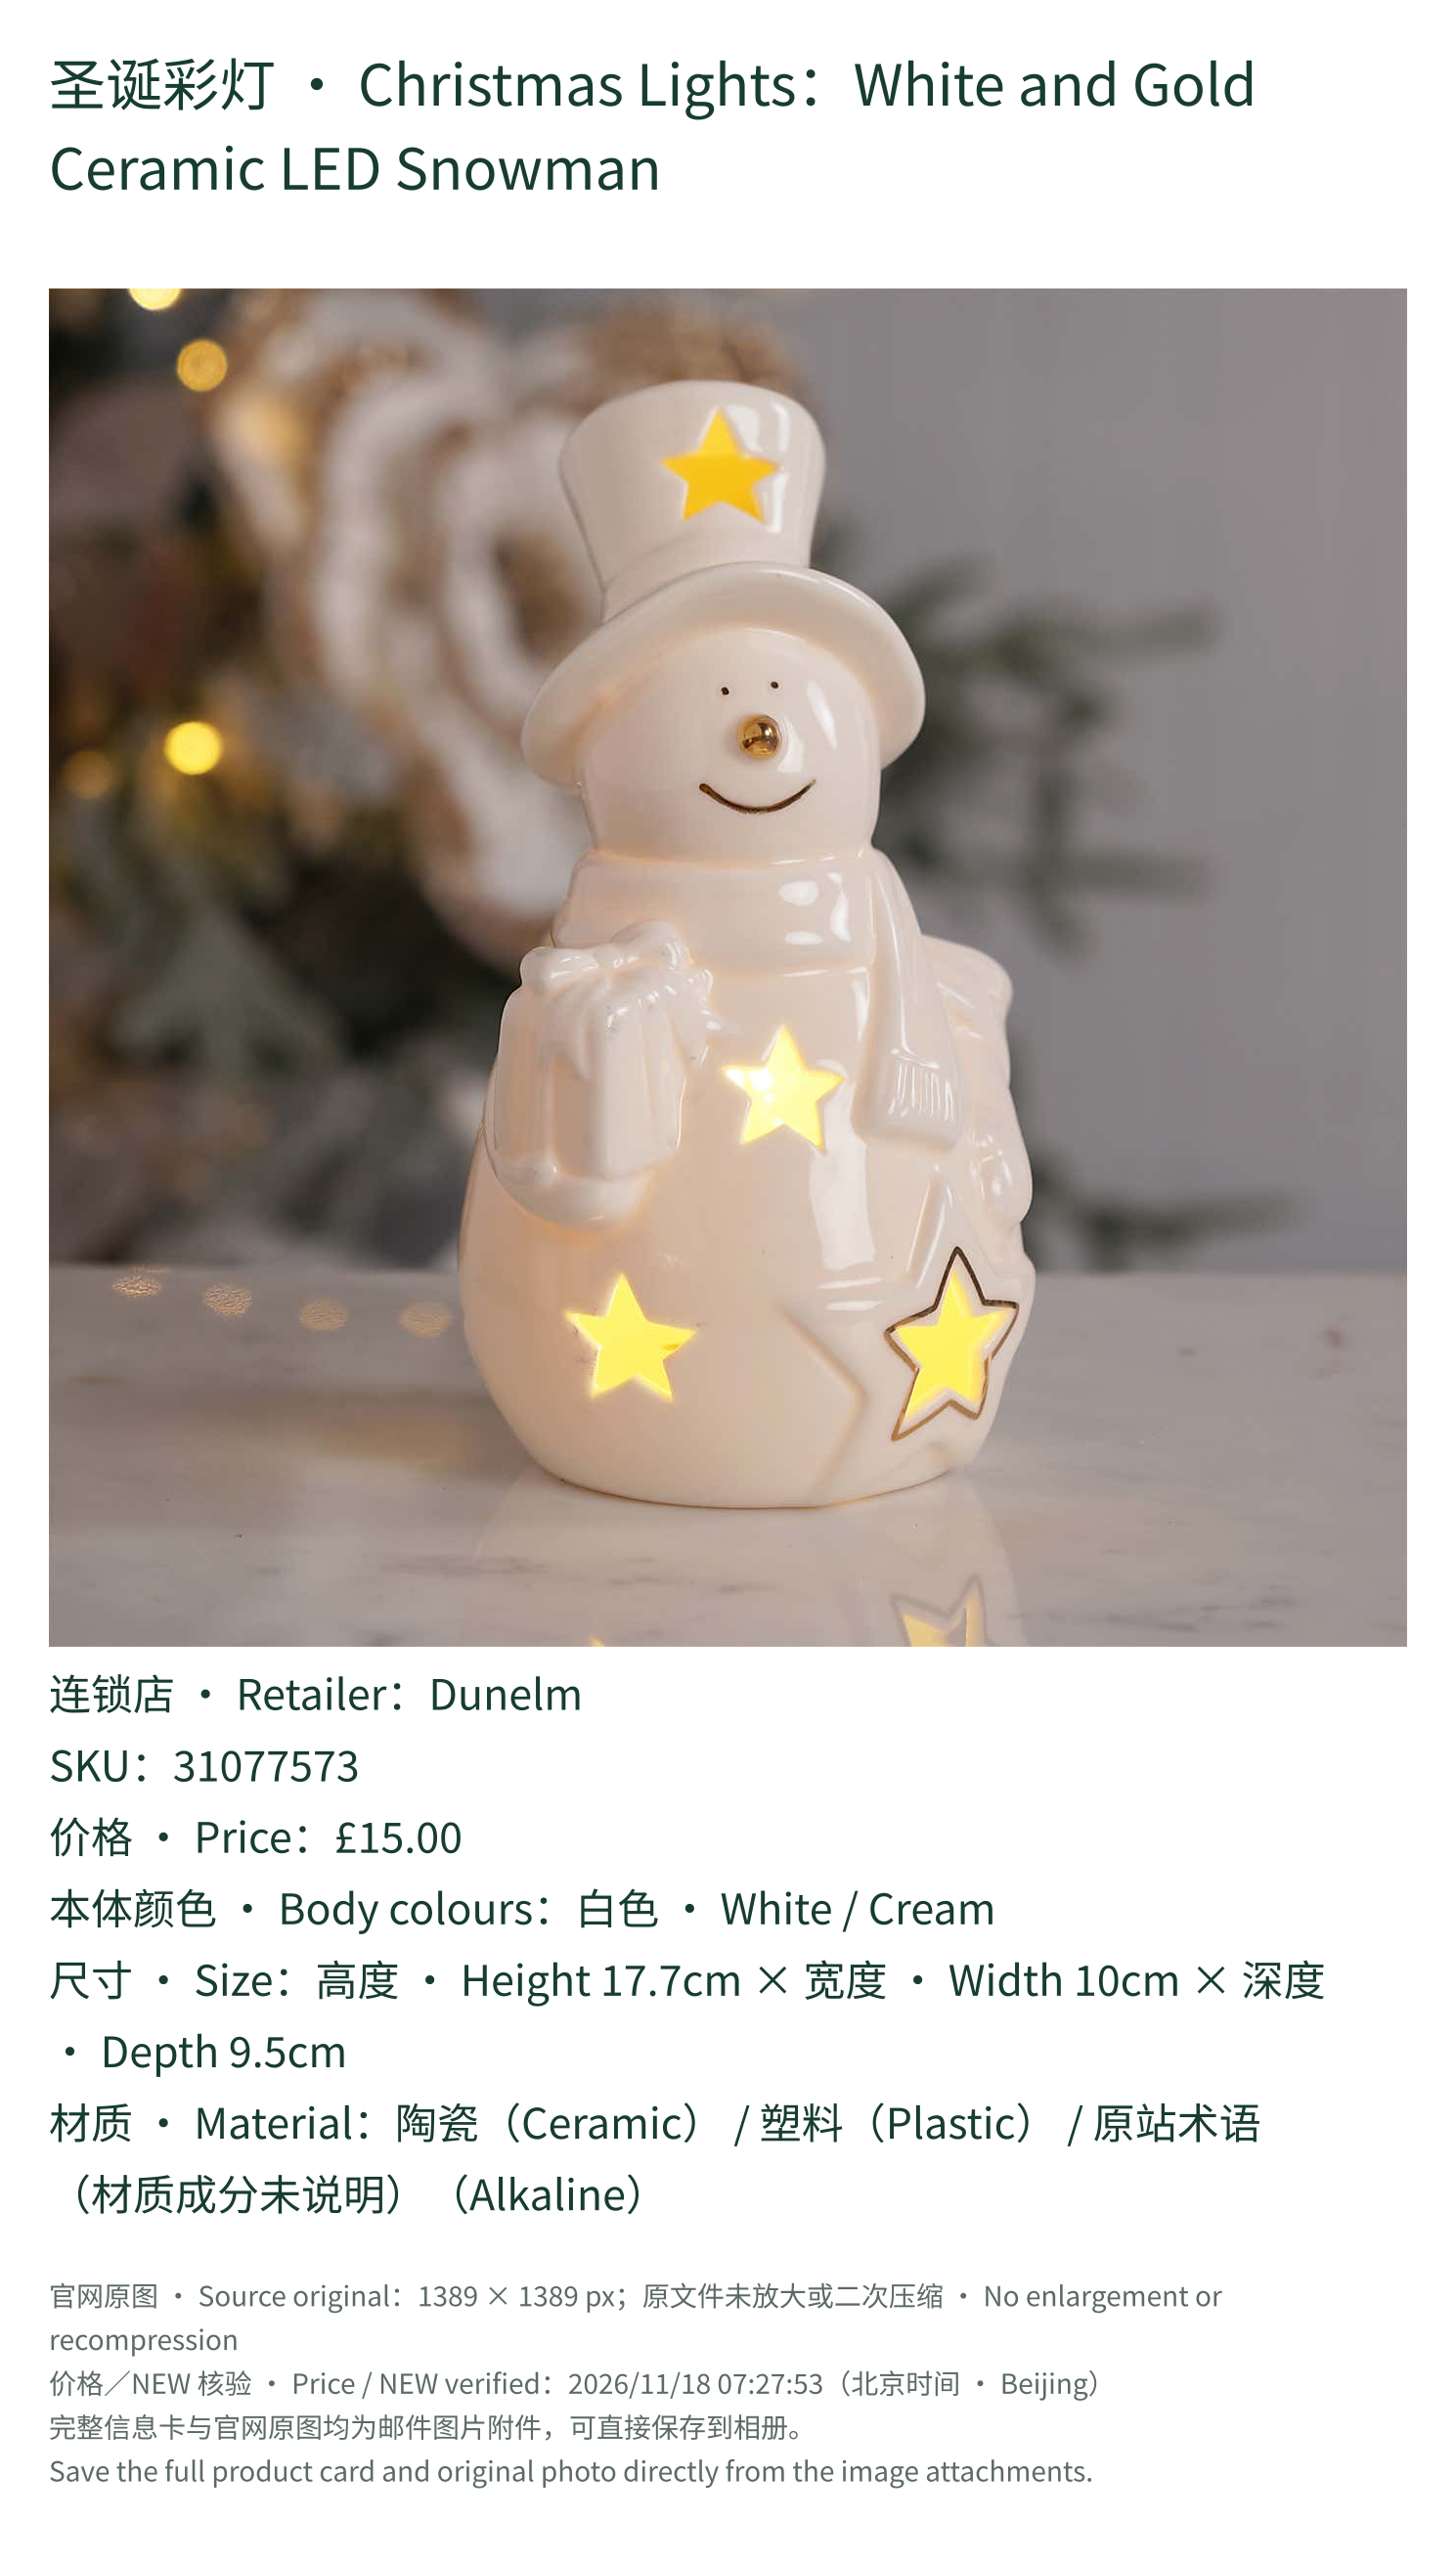 圣诞彩灯 · Christmas Lights：White and Gold
Ceramic LED Snowman
连锁店 · Retailer：Dunelm
SKU：31077573
价格 · Price：£15.00
本体颜色 · Body colours：白色 · White / Cream
尺寸 · Size：高度 · Height 17.7cm × 宽度 · Width 10cm × 深度
· Depth 9.5cm
材质 · Material：陶瓷（Ceramic） / 塑料（Plastic） / 原站术语
（材质成分未说明）（Alkaline）
官网原图 · Source original：1389 × 1389 px；原文件未放大或二次压缩 · No enlargement or
recompression
价格／NEW 核验 · Price / NEW verified：2026/11/18 07:27:53（北京时间 · Beijing）
完整信息卡与官网原图均为邮件图片附件，可直接保存到相册。
Save the full product card and original photo directly from the image attachments.